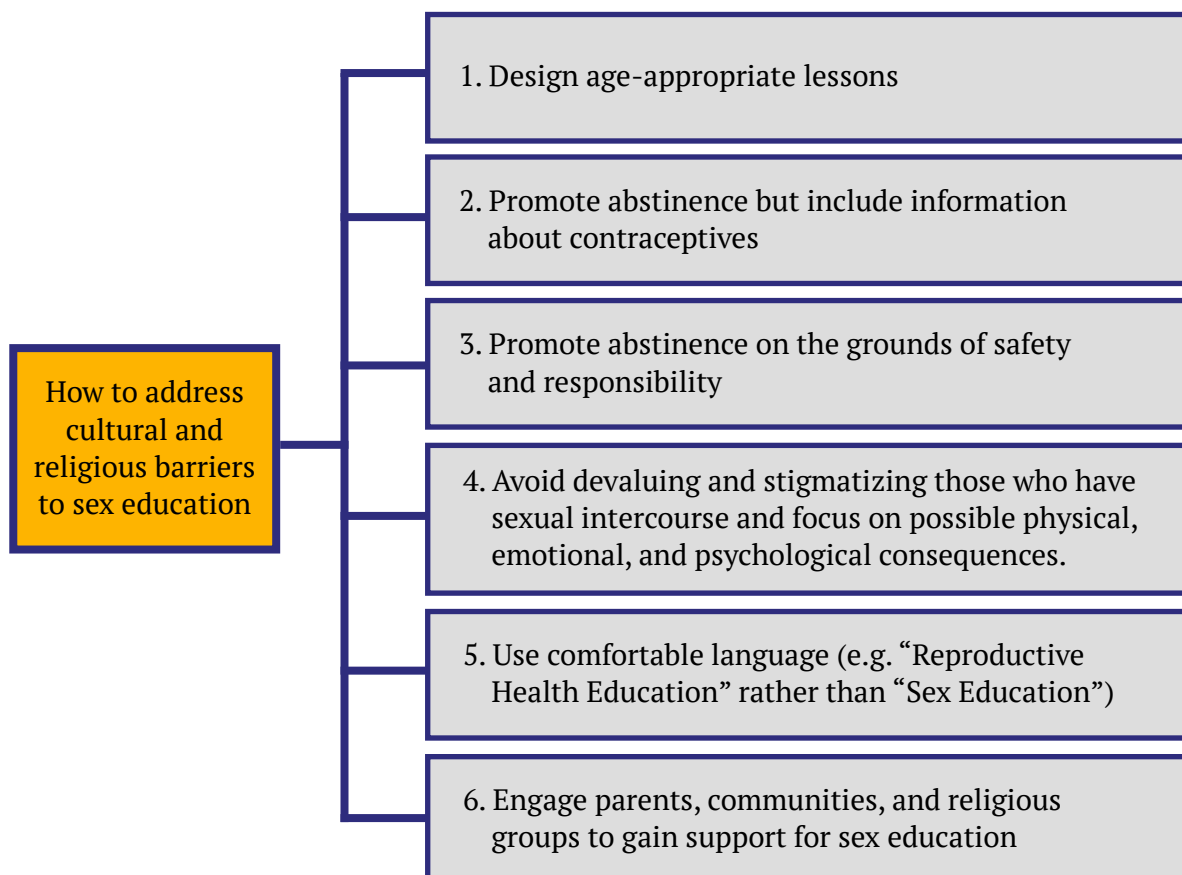 1. Design age-appropriate lessons
2. Promote abstinence but include information
about contraceptives
3. Promote abstinence on the grounds of safety
and responsibility
How to address
cultural and
religious barriers
to sex education
4. Avoid devaluing and stigmatizing those who have
sexual intercourse and focus on possible physical,
emotional, and psychological consequences.
5. Use comfortable language (e.g. “Reproductive
Health Education” rather than “Sex Education”)
6. Engage parents, communities, and religious
groups to gain support for sex education